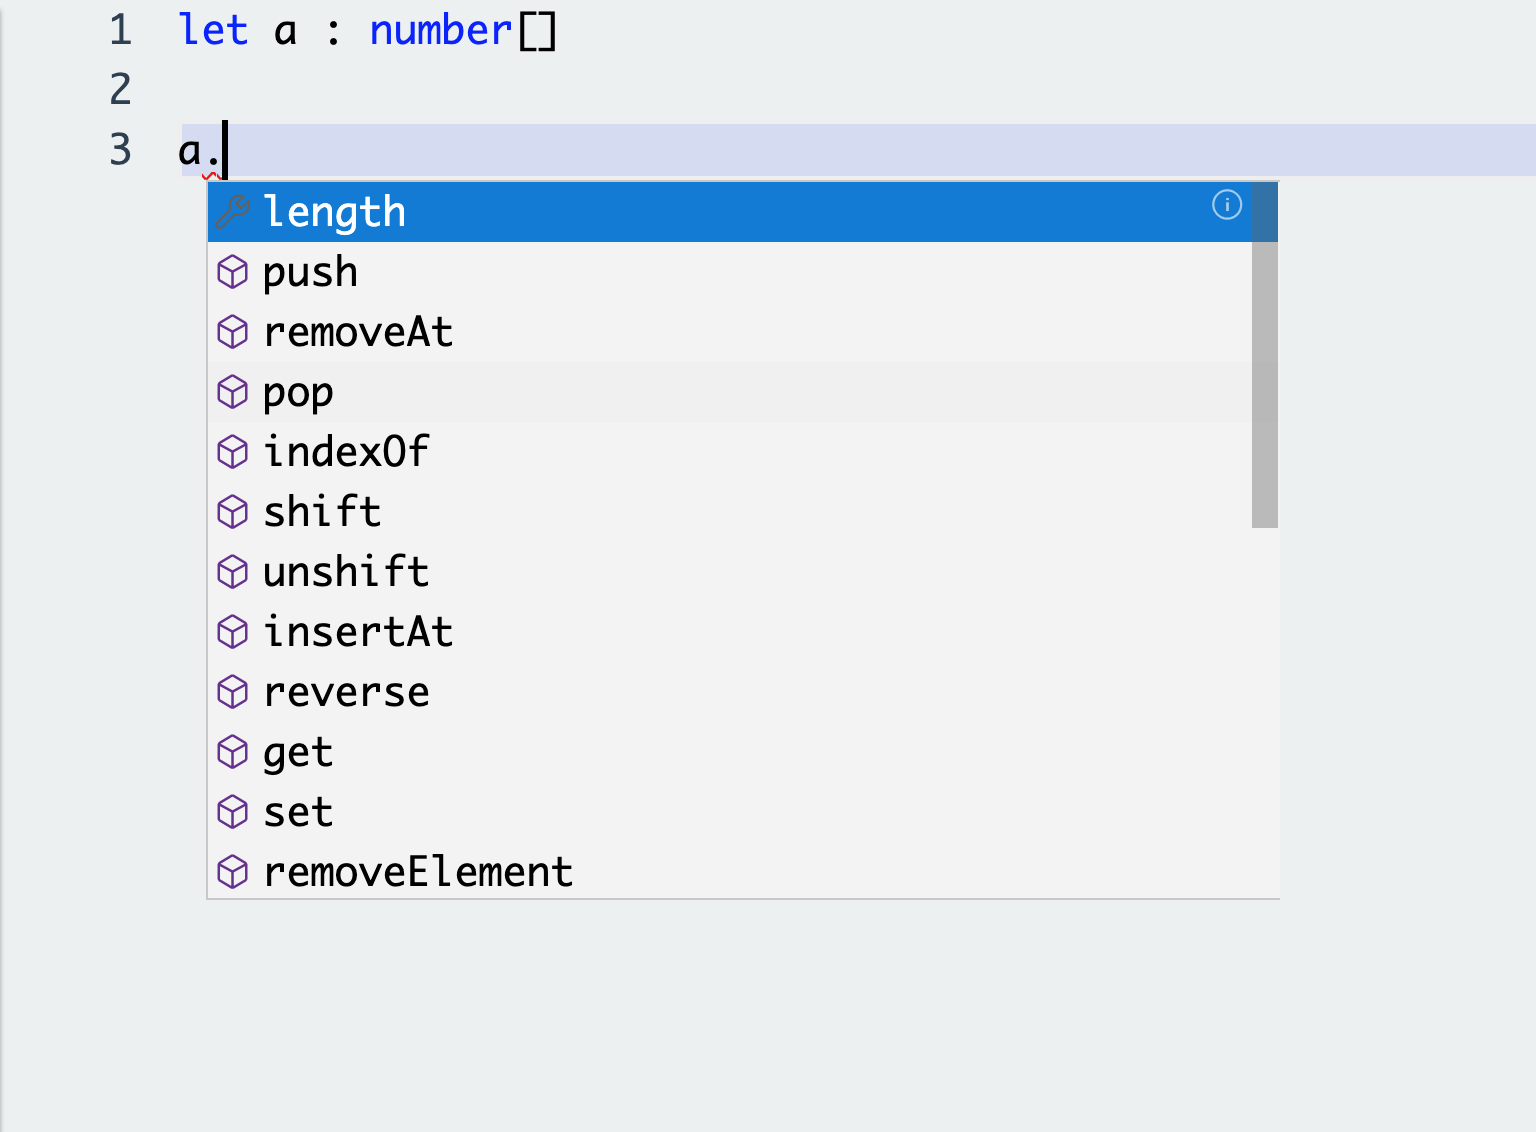 1 let a : number[]
2
3 a.
length
push
removeAt
pop
indexOf
shift
unshift
insertAt
reverse
get
set
removeElement